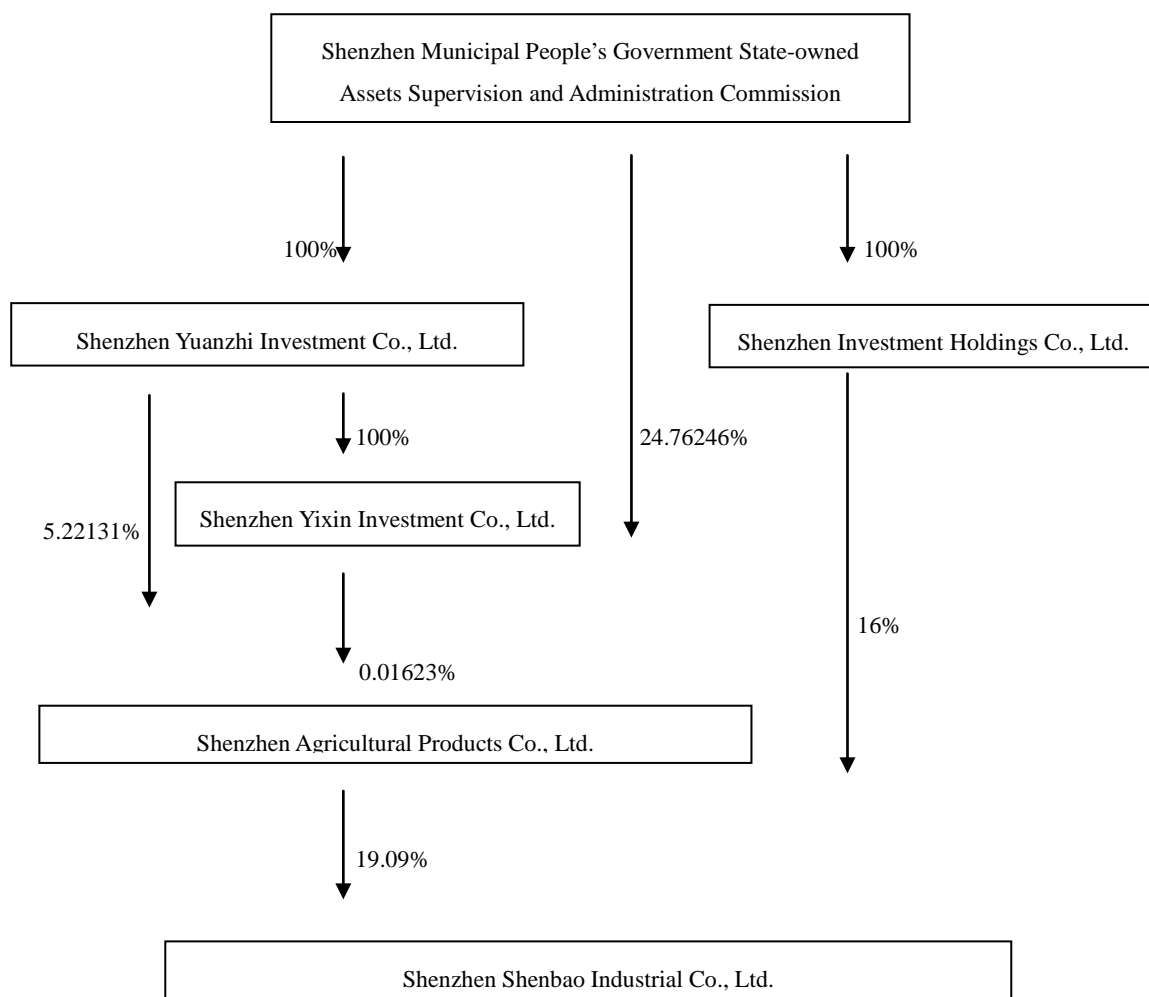 Shenzhen Municipal People’s Government State-owned
Assets Supervision and Administration Commission
100%
100%
Shenzhen Yuanzhi Investment Co., Ltd.
Shenzhen Investment Holdings Co., Ltd.
100%
24.76246%
Shenzhen Yixin Investment Co., Ltd.
5.22131%
16%
0.01623%
Shenzhen Agricultural Products Co., Ltd.
19.09%
Shenzhen Shenbao Industrial Co., Ltd.